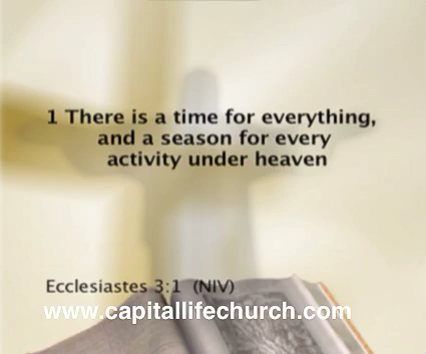 1 There is a time for everything,
and a season for every
activity under heaven
Ecclesiastes 3:1 (NIV)
www.capitallifechurch.com